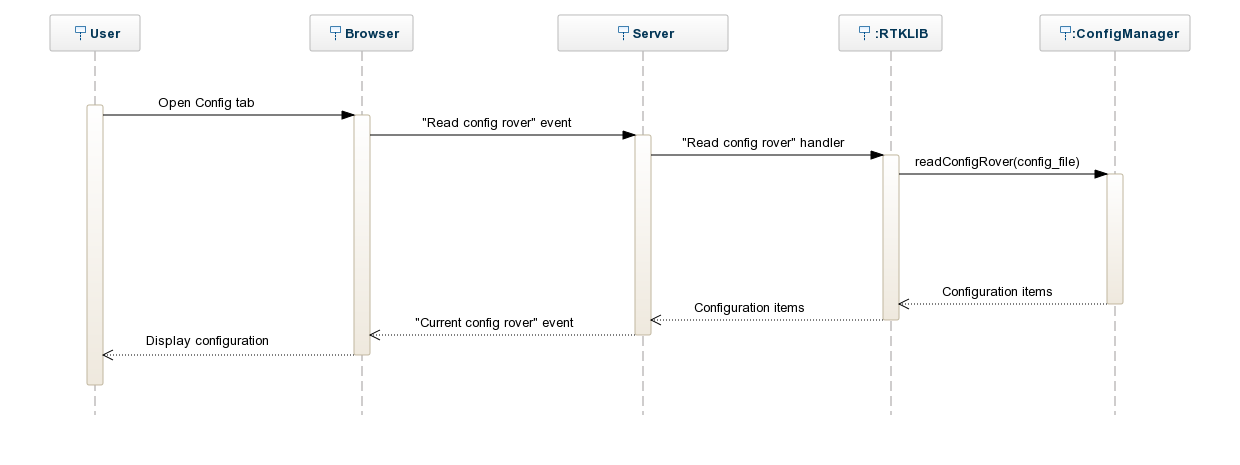 User
Browser
Server
:RTKLIB
:ConfigManager
Open Config tab
"Read config rover" event
"Read config rover" handler
readConfigRover(config_file)
Configuration items
Configuration items
"Current config rover" event
Display configuration